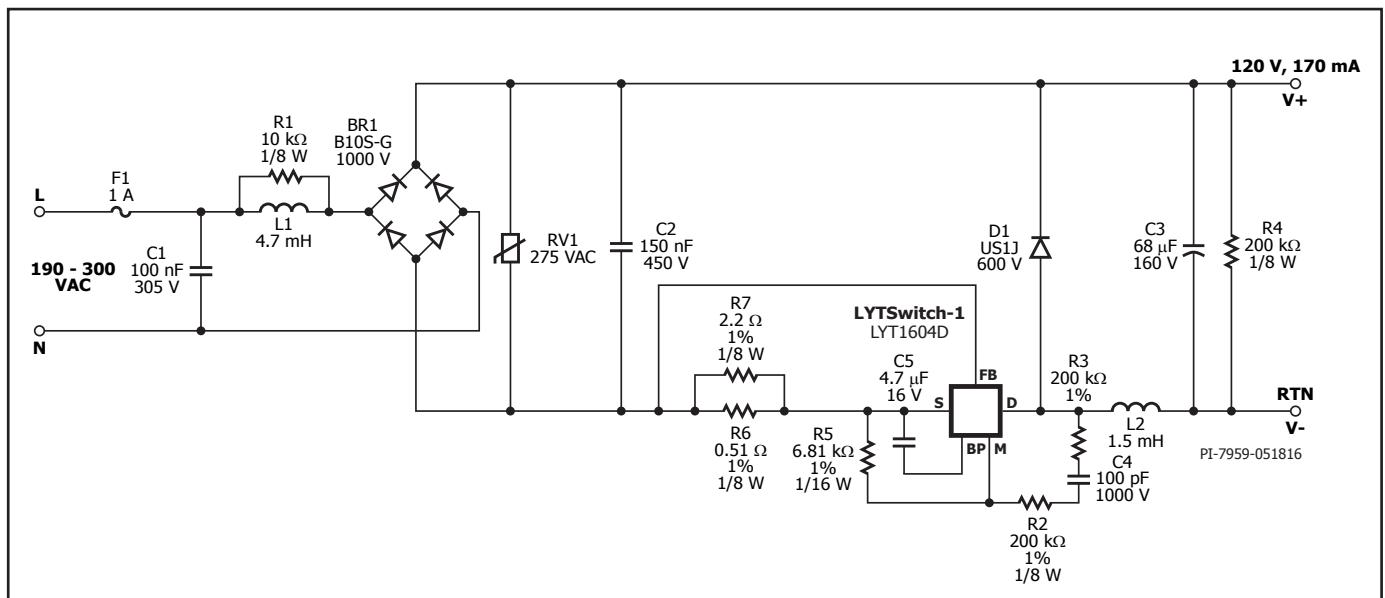 120 V, 170 mA
V+
R1
10 kΩ
1/8 W
BR1
B10S-G
1000 V
F1
1 A
L
L1
4.7 mH
C1
100 nF
305 V
190 - 300
VAC
N
RV1
275 VAC
C2
150 nF
450 V
D1
US1J
600 V
C3
68 μF
160 V
R4
200 kΩ
1/8 W
R7
2.2 Ω
1%
1/8 W
LYTSwitch-1
LYT1604D
C5
4.7 μF
16 V
FB
S
D
BP
M
R3
200 kΩ
1%
RTN
V-
L2
1.5 mH
R6
0.51 Ω
1%
1/8 W
R5
6.81 kΩ
1%
1/16 W
C4
100 pF
1000 V
PI-7959-051816
R2
200 kΩ
1%
1/8 W